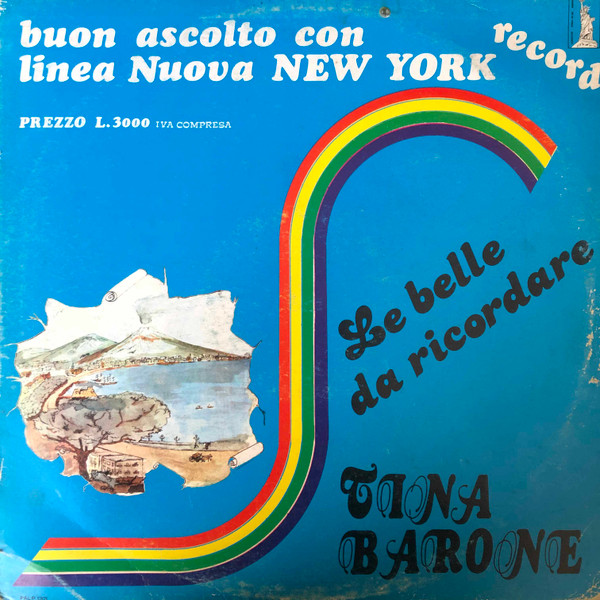 buon ascolto con
linea Nuova NEW YORK record
PREZZO L.3000 IVA COMPRESA
Le belle
da ricordare
TINA
BARONE